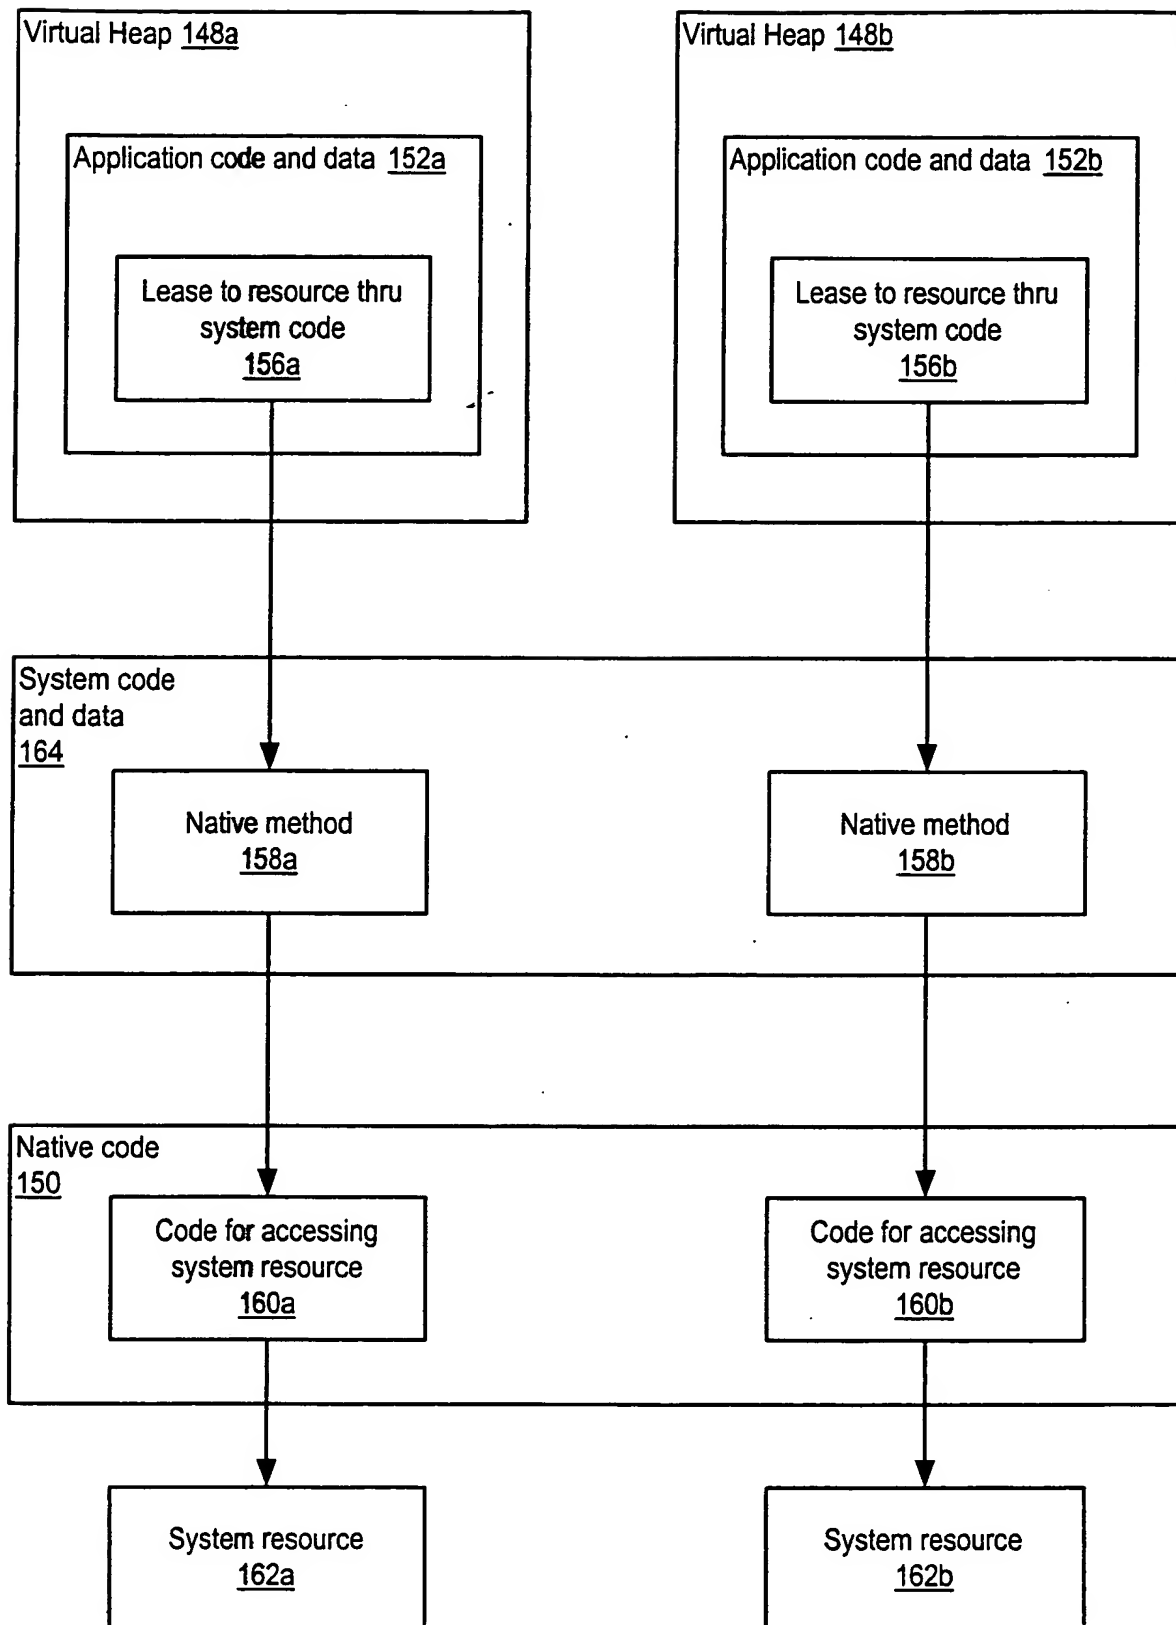 Virtual Heap 148a
Virtual Heap 148b
Application code and data 152a
Application code and data 152b
Lease to resource thru
system code
156a
Lease to resource thru
system code
156b
System code
and data
164
Native method
158a
Native method
158b
Native code
150
Code for accessing
system resource
160a
Code for accessing
system resource
160b
System resource
162a
System resource
162b